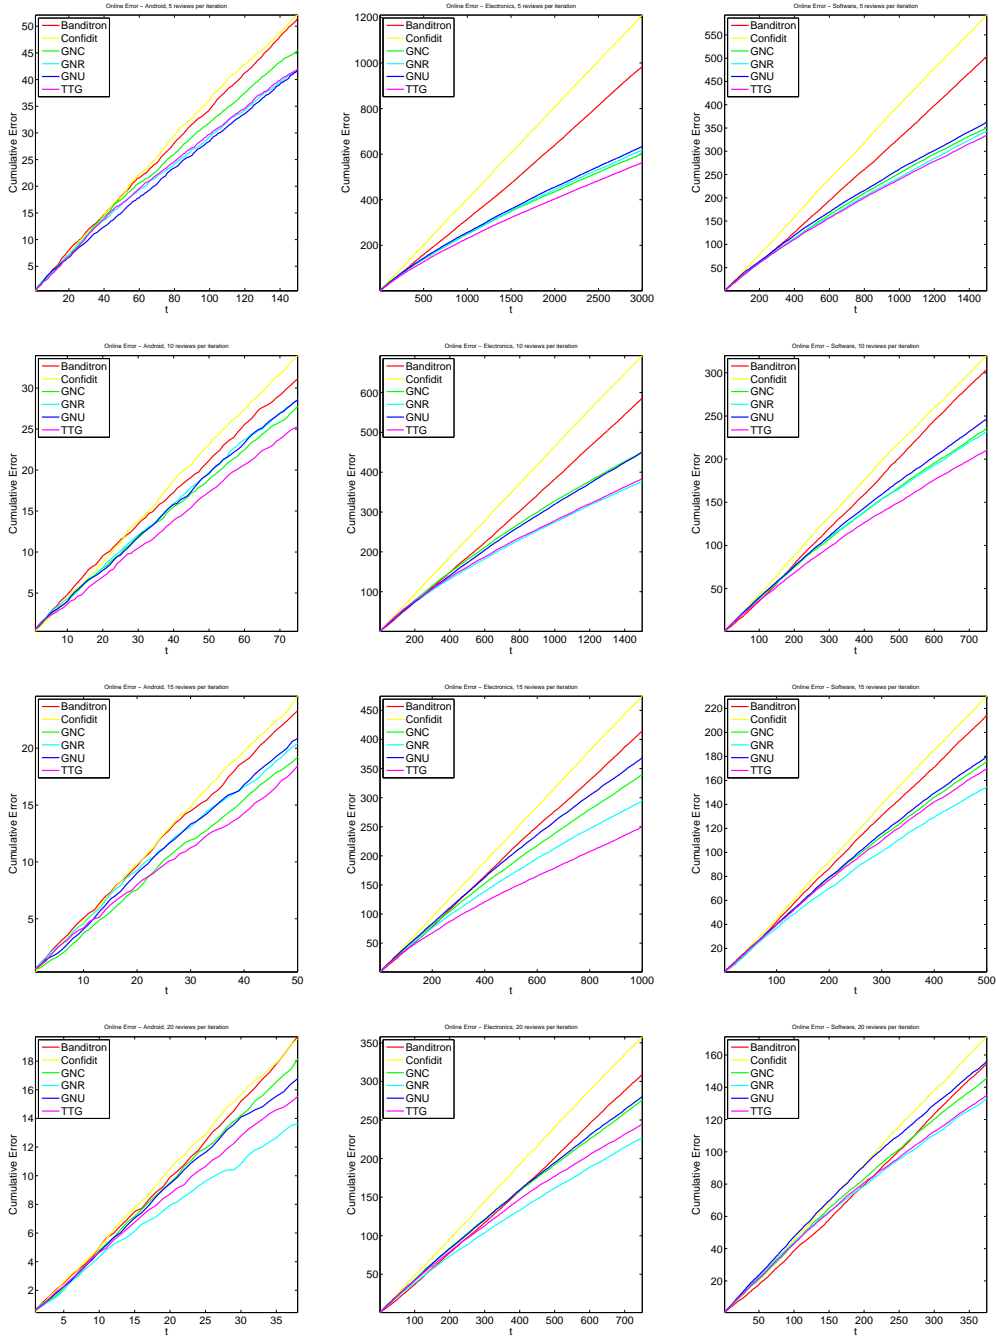 Online Error – Android, 5 reviews per iteration
Banditron
Confidit
GNC
GNR
GNU
TTG
50
45
40
35
30
25
20
15
10
5
Cumulative Error
20 40 60 80 100 120 140
t
Online Error – Electronics, 5 reviews per iteration
Banditron
Confidit
GNC
GNR
GNU
TTG
1200
1000
800
600
400
200
Cumulative Error
500 1000 1500 2000 2500 3000
t
Online Error – Software, 5 reviews per iteration
Banditron
Confidit
GNC
GNR
GNU
TTG
550
500
450
400
350
300
250
200
150
100
50
Cumulative Error
200 400 600 800 1000 1200 1400
t
Online Error – Android, 10 reviews per iteration
Banditron
Confidit
GNC
GNR
GNU
TTG
30
25
20
15
10
5
Cumulative Error
10 20 30 40 50 60 70
t
Online Error – Electronics, 10 reviews per iteration
Banditron
Confidit
GNC
GNR
GNU
TTG
600
500
400
300
200
100
Cumulative Error
200 400 600 800 1000 1200 1400
t
Online Error – Software, 10 reviews per iteration
Banditron
Confidit
GNC
GNR
GNU
TTG
300
250
200
150
100
50
Cumulative Error
100 200 300 400 500 600 700
t
Online Error – Android, 15 reviews per iteration
Banditron
Confidit
GNC
GNR
GNU
TTG
20
15
10
5
Cumulative Error
10 20 30 40 50
t
Online Error – Electronics, 15 reviews per iteration
Banditron
Confidit
GNC
GNR
GNU
TTG
450
400
350
300
250
200
150
100
50
Cumulative Error
200 400 600 800 1000
t
Online Error – Software, 15 reviews per iteration
Banditron
Confidit
GNC
GNR
GNU
TTG
220
200
180
160
140
120
100
80
60
40
20
Cumulative Error
100 200 300 400 500
t
Online Error – Android, 20 reviews per iteration
Banditron
Confidit
GNC
GNR
GNU
TTG
18
16
14
12
10
8
6
4
2
Cumulative Error
5 10 15 20 25 30 35
t
Online Error – Electronics, 20 reviews per iteration
Banditron
Confidit
GNC
GNR
GNU
TTG
350
300
250
200
150
100
50
Cumulative Error
100 200 300 400 500 600 700
t
Online Error – Software, 20 reviews per iteration
Banditron
Confidit
GNC
GNR
GNU
TTG
160
140
120
100
80
60
40
20
Cumulative Error
50 100 150 200 250 300 350
t